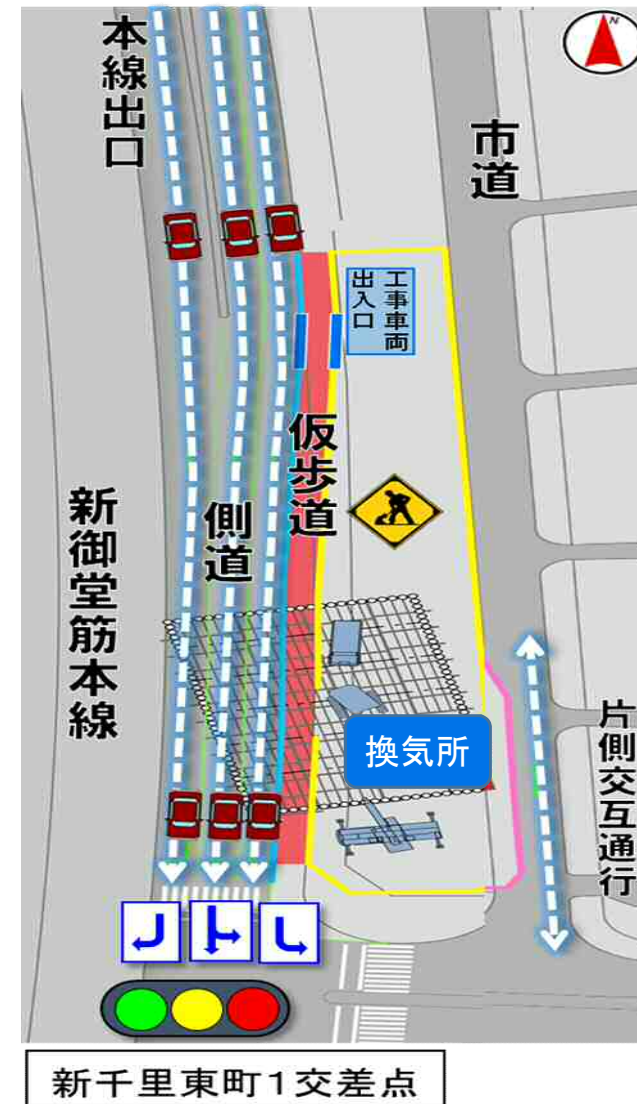 本線出口
N
市道
工事車両
出入口
仮歩道
側道
新御堂筋本線
換気所
片側交互通行
新千里東町1交差点